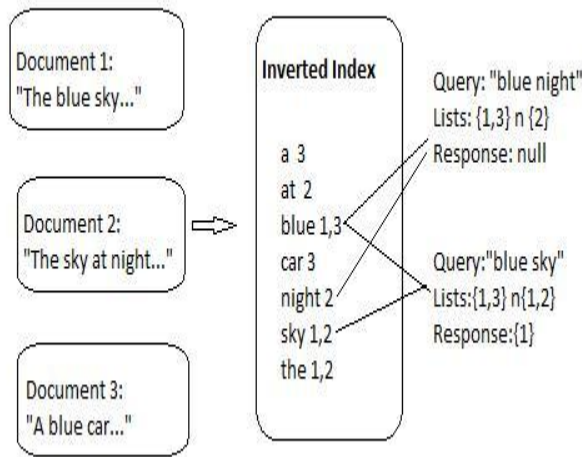 Document 1:
"The blue sky..."
Document 2:
"The sky at night..."
Document 3:
"A blue car..."
Inverted Index
a 3
at 2
blue 1,3
car 3
night 2
sky 1,2
the 1,2
Query: "blue night"
Lists: {1,3} n {2}
Response: null
Query:"blue sky"
Lists:{1,3} n{1,2}
Response:{1}